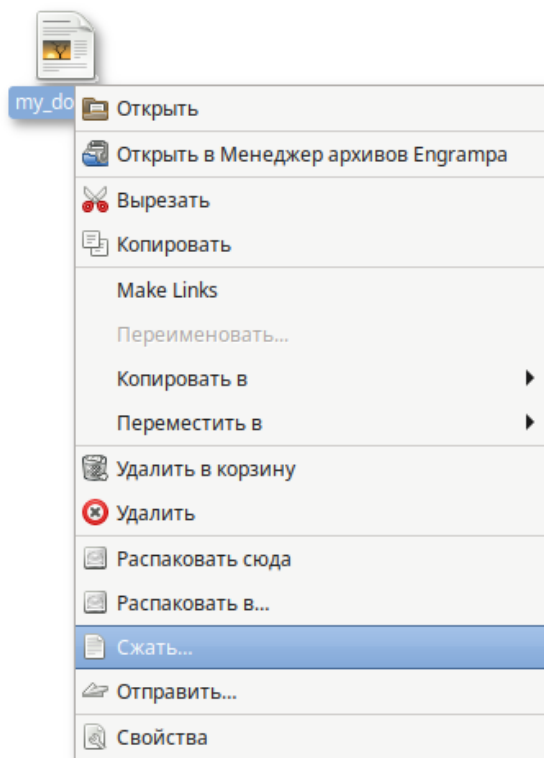 my_do
Открыть
Открыть в Менеджер архивов Engrampa
Вырезать
Копировать
Make Links
Переименовать...
Копировать в
Переместить в
Удалить в корзину
Удалить
Распаковать сюда
Распаковать в...
Сжать...
Отправить...
Свойства